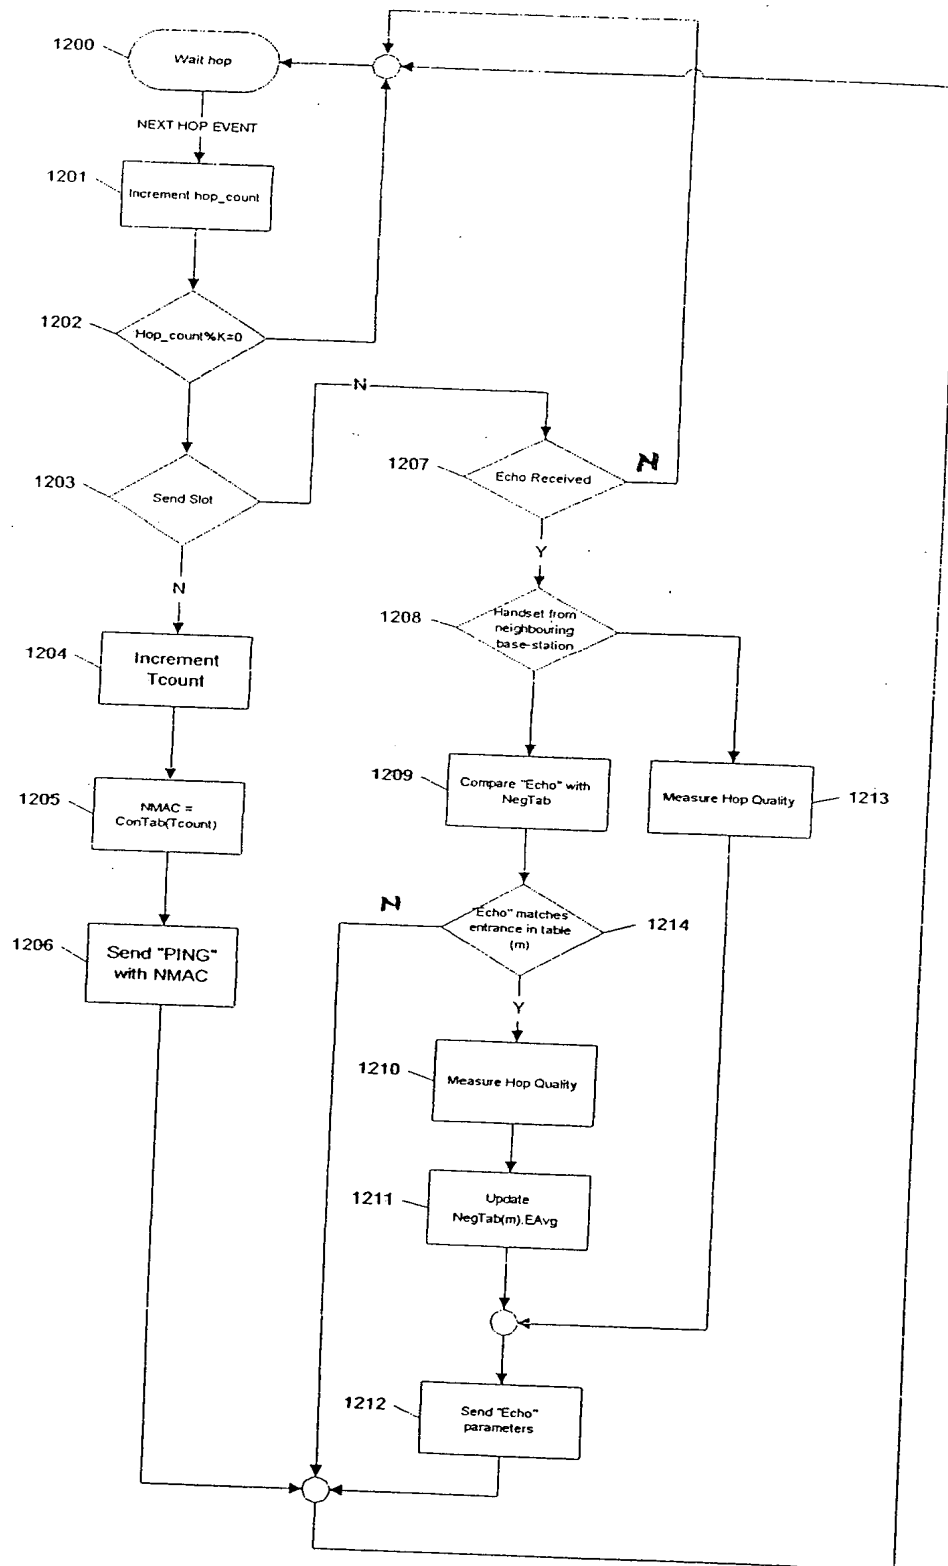 1200
Wait hop
NEXT HOP EVENT
1201
Increment hop_count
1202
Hop_count%K=0
N
1203
Send Slot
1207
Echo Received
N
Y
N
1208
Handset from
neighbouring
base-station
1204
Increment
Tcount
1205
NMAC =
ConTab(Tcount)
1209
Compare "Echo" with
NegTab
Measure Hop Quality
1213
1206
Send "PING"
with NMAC
N
"Echo" matches
entrance in table
(m)
1214
Y
1210
Measure Hop Quality
1211
Update
NegTab(m).EAvg
1212
Send "Echo"
parameters